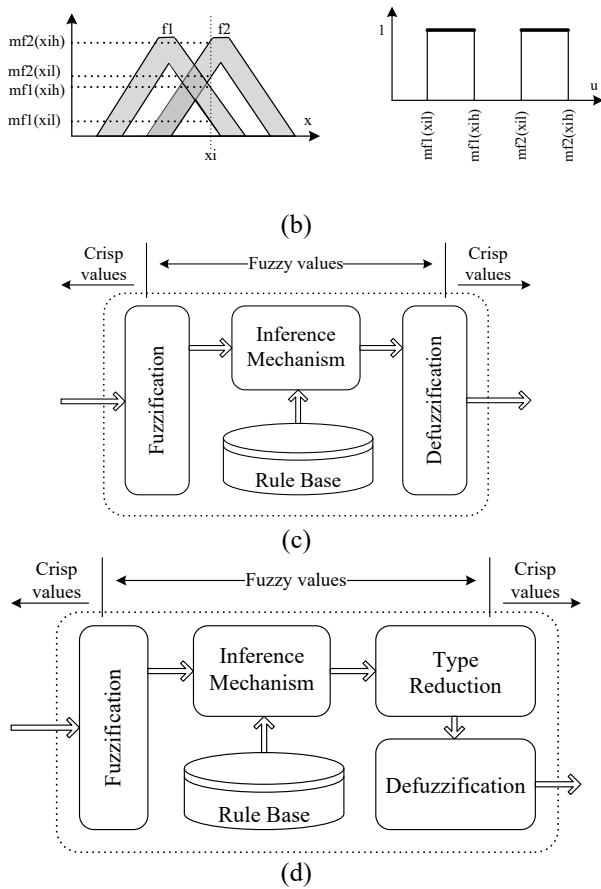 f1 f2
mf2(xih)
mf2(xil)
mf1(xih)
mf1(xil)
x
xi
1
u
mf1(xil)
mf1(xih)
mf2(xil)
mf2(xih)
(b)
Crisp
values
Fuzzy values
Crisp
values
Fuzzification
Inference
Mechanism
Rule Base
Defuzzification
(c)
Crisp
values
Fuzzy values
Crisp
values
Fuzzification
Inference
Mechanism
Rule Base
Type
Reduction
Defuzzification
(d)